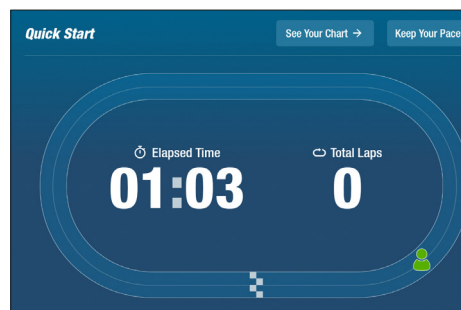 Quick Start
See Your Chart →
Keep Your Pace
Elapsed Time
Total Laps
01:03
0